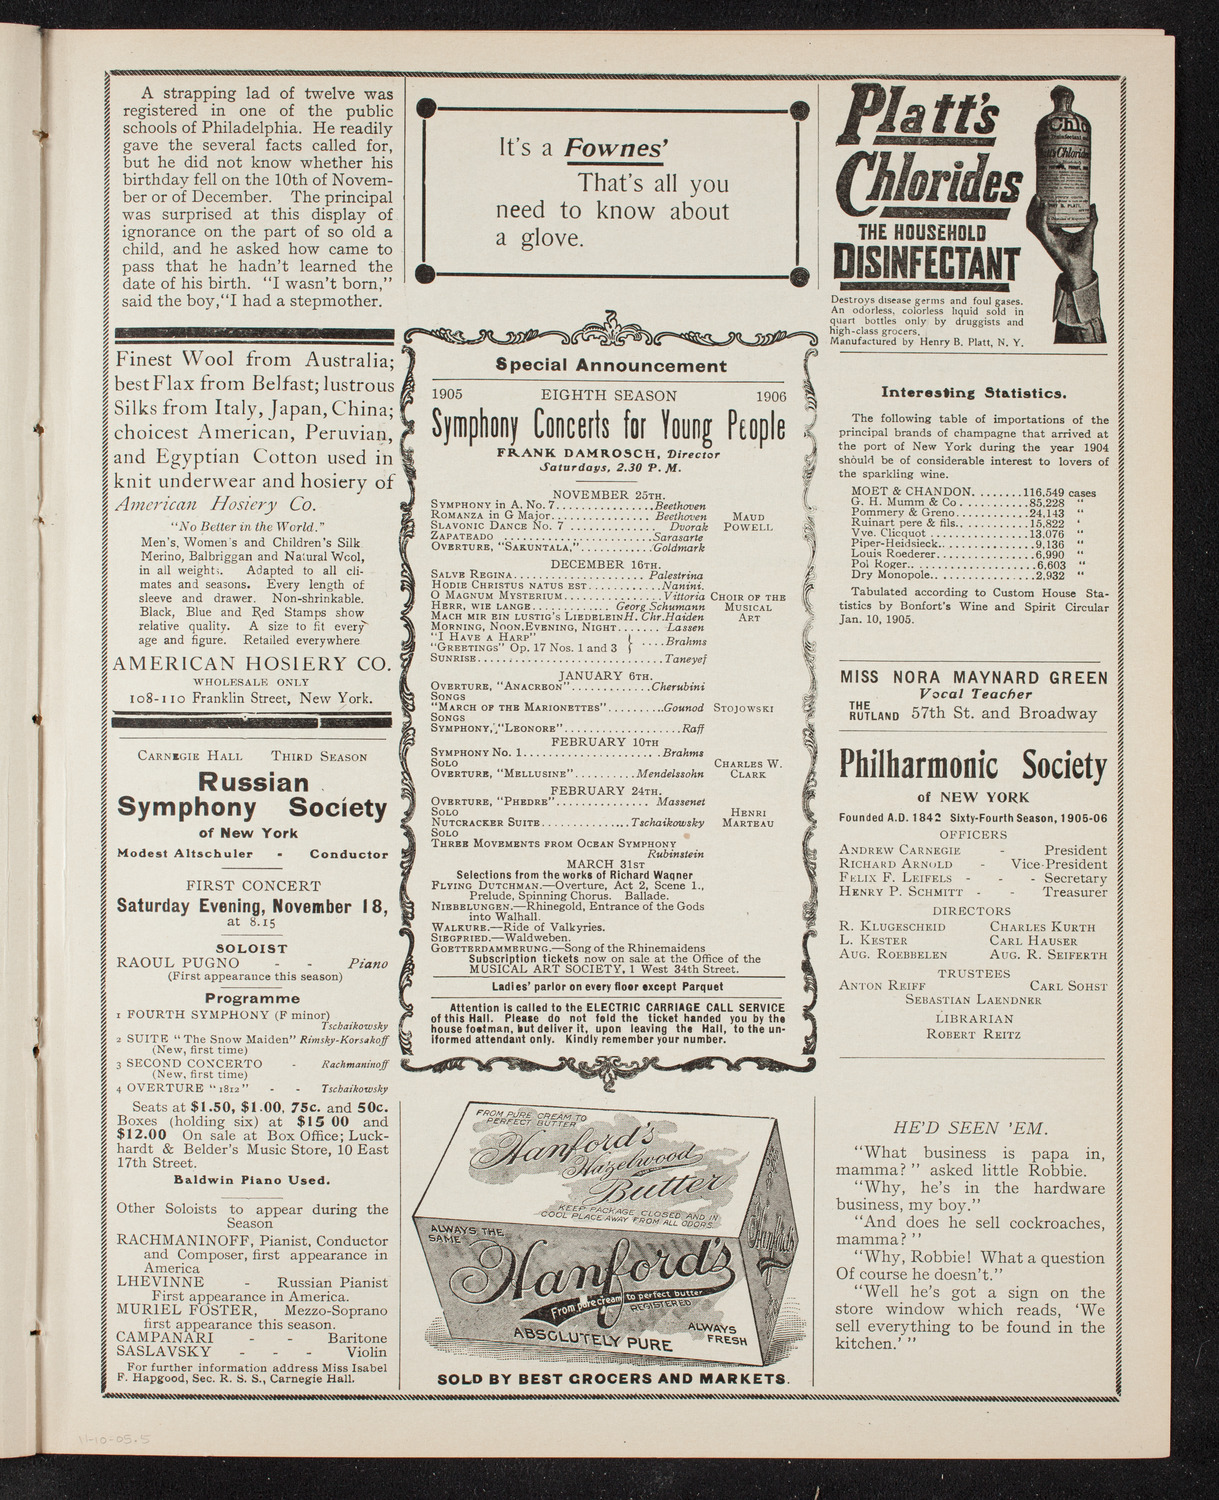 A strapping lad of twelve was
registered in one of the public
schools of Philadelphia. He readily
gave the several facts called for,
but he did not know whether his
birthday fell on the 10th of Novem-
ber or of December. The principal
was surprised at this display of
ignorance on the part of so old a
child, and he asked how came to
pass that he hadn't learned the
date of his birth. "I wasn't born,"
said the boy,"I had a stepmother.
Finest Wool from Australia;
best Flax from Belfast; lustrous
Silks from Italy, Japan, China;
choicest American, Peruvian,
and Egyptian Cotton used in
knit underwear and hosiery of
American Hosiery Co.
"No Better in the World."
Men's, Women's and Children's Silk
Merino, Balbriggan and Natural Wool,
in all weights. Adapted to all cli-
mates and seasons. Every length of
sleeve and drawer. Non-shrinkable.
Black, Blue and Red Stamps show
relative quality. A size to fit every
age and figure. Retailed everywhere
AMERICAN HOSIERY CO.
WHOLESALE ONLY
108-110 Franklin Street, New York.
CARNEGIE HALL THIRD SEASON
Russian
Symphony Society
of New York
Modest Altschuler - Conductor
FIRST CONCERT
Saturday Evening, November 18,
at 8.15
SOLOIST
RAOUL PUGNO - - Piano
(First appearance this season)
Programme
1 FOURTH SYMPHONY (F minor)
Tschaikowsky
2 SUITE "The Snow Maiden" Rimsky-Korsakoff
(New, first time)
3 SECOND CONCERTO - Rachmaninoff
(New, first time)
4 OVERTURE "1812" - - Tschaikowsky
Seats at $1.50, $1.00, 75c. and 50c.
Boxes (holding six) at $15 00 and
$12.00 On sale at Box Office; Luck-
hardt & Belder's Music Store, 10 East
17th Street.
Baldwin Piano Used.
Other Soloists to appear during the
Season
RACHMANINOFF, Pianist, Conductor
and Composer, first appearance in
America
LHEVINNE - Russian Pianist
First appearance in America.
MURIEL FOSTER, Mezzo-Soprano
first appearance this season.
CAMPANARI - - Baritone
SASLAVSKY - - - Violin
For further information address Miss Isabel
F. Hapgood, Sec. R. S. S., Carnegie Hall.
It's a Fownes'
That's all you
need to know about
a glove.
Special Announcement
1905 EIGHTH SEASON 1906
Symphony Concerts for Young People
FRANK DAMROSCH, Director
Saturdays, 2.30 P. M.
NOVEMBER 25TH.
SYMPHONY in A. No. 7................Beethoven
ROMANZA in G Major................Beethoven MAUD
SLAVONIC DANCE No. 7 ................Dvorak POWELL
ZAPATEADO ................Sarasarte
OVERTURE, "SAKUNTALA,"............Goldmark
DECEMBER 16TH.
SALVE REGINA...................... Palestrina
HODIE CHRISTUS NATUS EST............Nanini.
O MAGNUM MYSTERIUM................Vittoria CHOIR OF THE
HERR, WIE LANGE............ Georg Schumann MUSICAL
MACH MIR EIN LUSTIG'S LIEDELEIN H. Chr. Haiden ART
MORNING, NOON, EVENING, NIGHT........Lassen
"I HAVE A HARP"
"GREETINGS" Op. 17 Nos. 1 and 3 } ....Brahms
SUNRISE................................Taneyef
JANUARY 6TH.
OVERTURE, "ANACREON".............Cherubini
SONGS
"MARCH OF THE MARIONETTES".........Gounod STOJOWSKI
SONGS
SYMPHONY, "LEONORE"...................Raff
FEBRUARY 10TH
SYMPHONY No. 1........................Brahms
SOLO CHARLES W.
OVERTURE, "MELLUSINE"..........Mendelssohn CLARK
FEBRUARY 24TH.
OVERTURE, "PHEDRE"............... Massenet
SOLO HENRI
NUTCRACKER SUITE...............Tschaikowsky MARTEAU
SOLO
THREE MOVEMENTS FROM OCEAN SYMPHONY
Rubinstein
MARCH 31ST
Selections from the works of Richard Wagner
FLYING DUTCHMAN.—Overture, Act 2, Scene 1.,
Prelude, Spinning Chorus. Ballade.
NIEBELUNGEN.—Rhinegold, Entrance of the Gods
into Walhall.
WALKURE.—Ride of Valkyries.
SIEGFRIED.—Waldweben.
GOETTERDAMMERUNG.—Song of the Rhinemaidens
Subscription tickets now on sale at the Office of the
MUSICAL ART SOCIETY, 1 West 34th Street.
Ladies' parlor on every floor except Parquet
Attention is called to the ELECTRIC CARRIAGE CALL SERVICE
of this Hall. Please do not fold the ticket handed you by the
house footman, but deliver it, upon leaving the Hall, to the un-
iformed attendant only. Kindly remember your number.
FROM PURE CREAM TO
PERFECT BUTTER
Hanford's
Hazelwood
Butter
KEEP PACKAGE CLOSED AND IN
COOL PLACE AWAY FROM ALL ODORS.
ALWAYS THE
SAME
Hanford's
From pure cream to perfect butter
REGISTERED
ABSOLUTELY PURE
ALWAYS
FRESH
Hanford's
SOLD BY BEST GROCERS AND MARKETS.
Platt's
Chlorides
THE HOUSEHOLD
DISINFECTANT
Destroys disease germs and foul gases.
An odorless, colorless liquid sold in
quart bottles only by druggists and
high-class grocers.
Manufactured by Henry B. Platt, N. Y.
Interesting Statistics.
The following table of importations of the
principal brands of champagne that arrived at
the port of New York during the year 1904
should be of considerable interest to lovers of
the sparkling wine.
MOET & CHANDON........116,549 cases
G. H. Mumm & Co...........85,228 "
Pommery & Greno............24,143 "
Ruinart pere & fils............15,822 '
Vve. Clicquot ................13,076 "
Piper-Heidsieck................9,136 "
Louis Roederer................6,990 "
Pol Roger......................6,603 "
Dry Monopole.................2,932 "
Tabulated according to Custom House Sta-
tistics by Bonfort's Wine and Spirit Circular
Jan. 10, 1905.
MISS NORA MAYNARD GREEN
Vocal Teacher
THE
RUTLAND 57th St. and Broadway
Philharmonic Society
of NEW YORK
Founded A.D. 1842 Sixty-Fourth Season, 1905-06
OFFICERS
ANDREW CARNEGIE - President
RICHARD ARNOLD - Vice-President
FELIX F. LEIFELS - - - Secretary
HENRY P. SCHMITT - - Treasurer
DIRECTORS
R. KLUGESCHEID CHARLES KURTH
L. KESTER CARL HAUSER
AUG. ROEBBELEN AUG. R. SEIFERTH
TRUSTEES
ANTON REIFF CARL SOHST
SEBASTIAN LAENDNER
LIBRARIAN
ROBERT REITZ
HE'D SEEN 'EM.
"What business is papa in,
mamma?" asked little Robbie.
"Why, he's in the hardware
business, my boy."
"And does he sell cockroaches,
mamma?"
"Why, Robbie! What a question
Of course he doesn't."
"Well he's got a sign on the
store window which reads, 'We
sell everything to be found in the
kitchen.' "
11-10-05.5